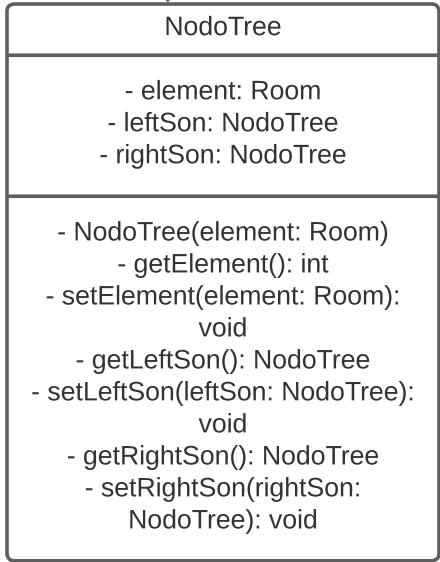 NodoTree
- element: Room
- leftSon: NodoTree
- rightSon: NodoTree
- NodoTree(element: Room)
- getElement(): int
- setElement(element: Room):
void
- getLeftSon(): NodoTree
- setLeftSon(leftSon: NodoTree):
void
- getRightSon(): NodoTree
- setRightSon(rightSon:
NodoTree): void